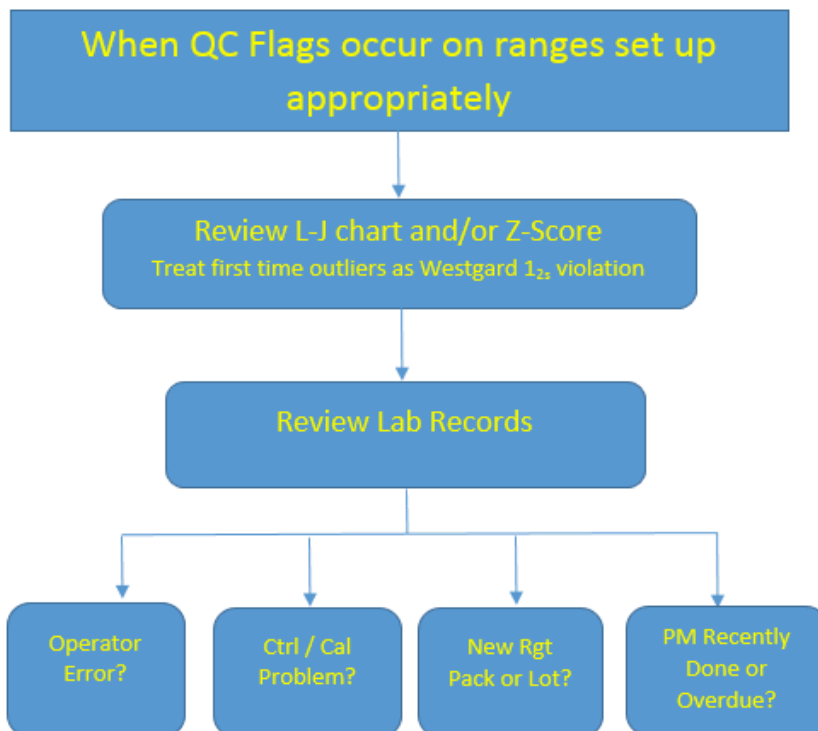 When QC Flags occur on ranges set up
appropriately
Review L-J chart and/or Z-Score
Treat first time outliers as Westgard 1₂ₛ violation
Review Lab Records
Operator
Error?
Ctrl / Cal
Problem?
New Rgt
Pack or Lot?
PM Recently
Done or
Overdue?